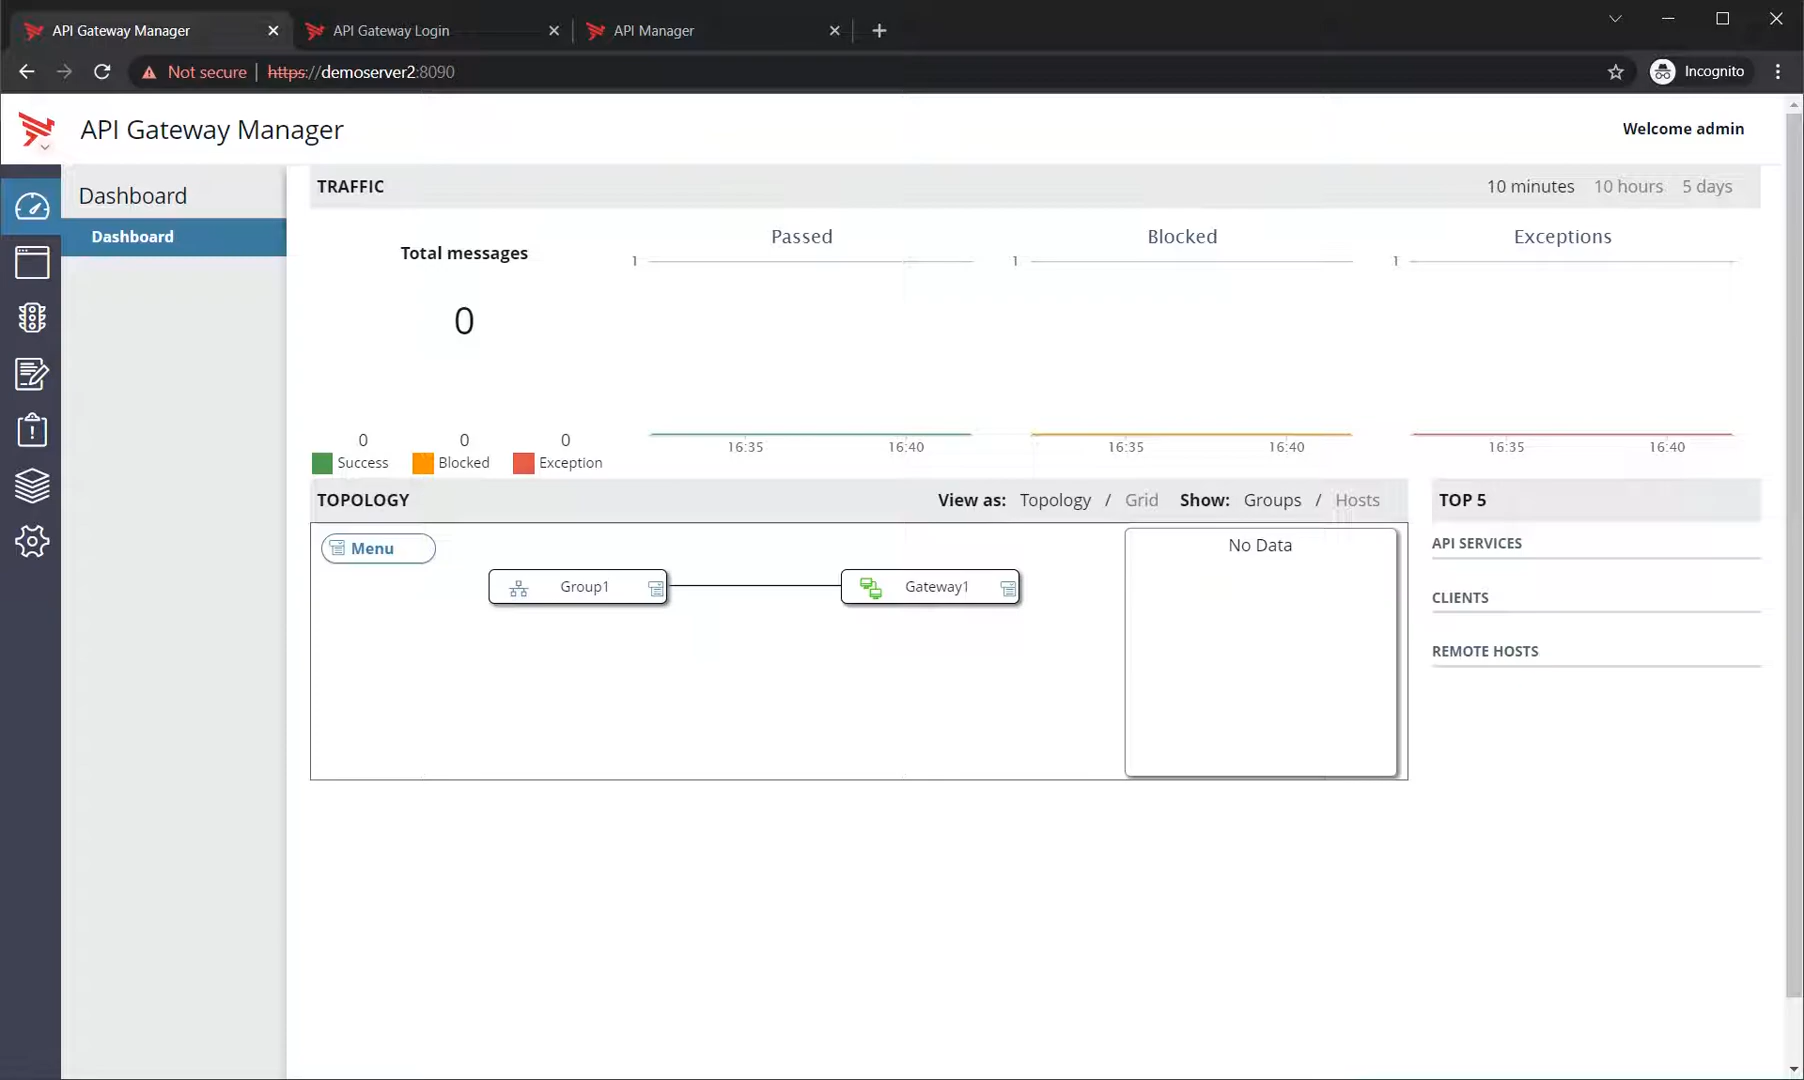 API Gateway Manager
API Gateway Login
API Manager
Not secure
https://demoserver2:8090
Incognito
API Gateway Manager
Welcome admin
Dashboard
Dashboard
TRAFFIC
10 minutes 10 hours 5 days
Total messages
0
0 0 0
Success Blocked Exception
Passed
1
16:35 16:40
Blocked
1
16:35 16:40
Exceptions
1
16:35 16:40
TOPOLOGY
View as: Topology / Grid Show: Groups / Hosts
Menu
Group1
Gateway1
No Data
TOP 5
API SERVICES
CLIENTS
REMOTE HOSTS